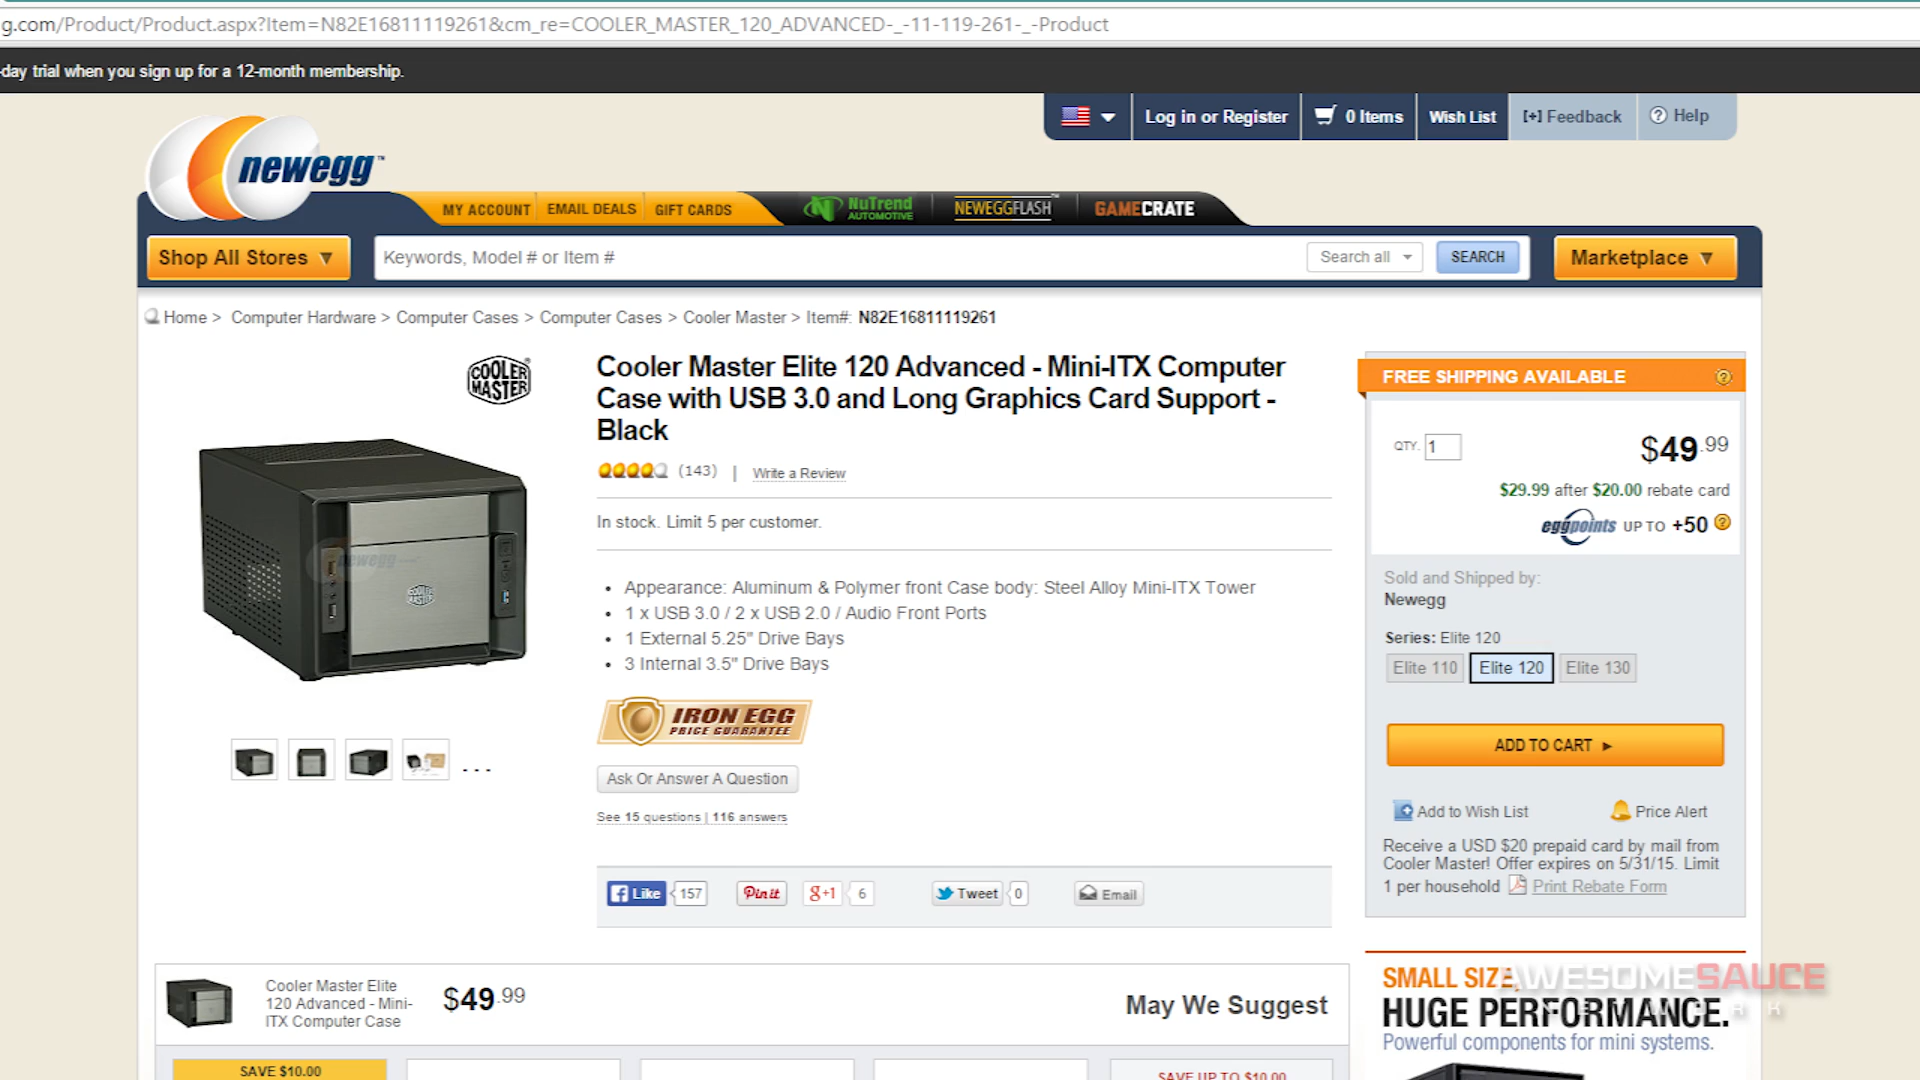 g.com/Product/Product.aspx?Item=N82E16811119261&cm_re=COOLER_MASTER_120_ADVANCED-_-11-119-261-_-Product
-day trial when you sign up for a 12-month membership.
Log in or Register
0 Items
Wish List
[+] Feedback
? Help
newegg™
MY ACCOUNT
EMAIL DEALS
GIFT CARDS
NuTrend
AUTOMOTIVE
NEWEGGFLASH™
GAMECRATE
Shop All Stores ▼
Keywords, Model # or Item #
Search all
SEARCH
Marketplace ▼
Home > Computer Hardware > Computer Cases > Computer Cases > Cooler Master > Item#: N82E16811119261
COOLER MASTER®
newegg
Cooler Master Elite 120 Advanced - Mini-ITX Computer
Case with USB 3.0 and Long Graphics Card Support -
Black
(143) | Write a Review
In stock. Limit 5 per customer.
• Appearance: Aluminum & Polymer front Case body: Steel Alloy Mini-ITX Tower
• 1 x USB 3.0 / 2 x USB 2.0 / Audio Front Ports
• 1 External 5.25" Drive Bays
• 3 Internal 3.5" Drive Bays
IRON EGG
PRICE GUARANTEE
Ask Or Answer A Question
See 15 questions | 116 answers
. . .
Like 157
Pin it
g+1 6
Tweet 0
Email
FREE SHIPPING AVAILABLE ?
QTY. 1
$49.99
$29.99 after $20.00 rebate card
eggpoints UP TO +50 ?
Sold and Shipped by:
Newegg
Series: Elite 120
Elite 110
Elite 120
Elite 130
ADD TO CART ►
Add to Wish List
Price Alert
Receive a USD $20 prepaid card by mail from
Cooler Master! Offer expires on 5/31/15. Limit
1 per household Print Rebate Form
Cooler Master Elite
120 Advanced - Mini-
ITX Computer Case
$49.99
May We Suggest
SAVE $10.00
SAVE UP TO $10.00
SMALL SIZE,
HUGE PERFORMANCE.
Powerful components for mini systems.
AWESOMESAUCE
NETWORK